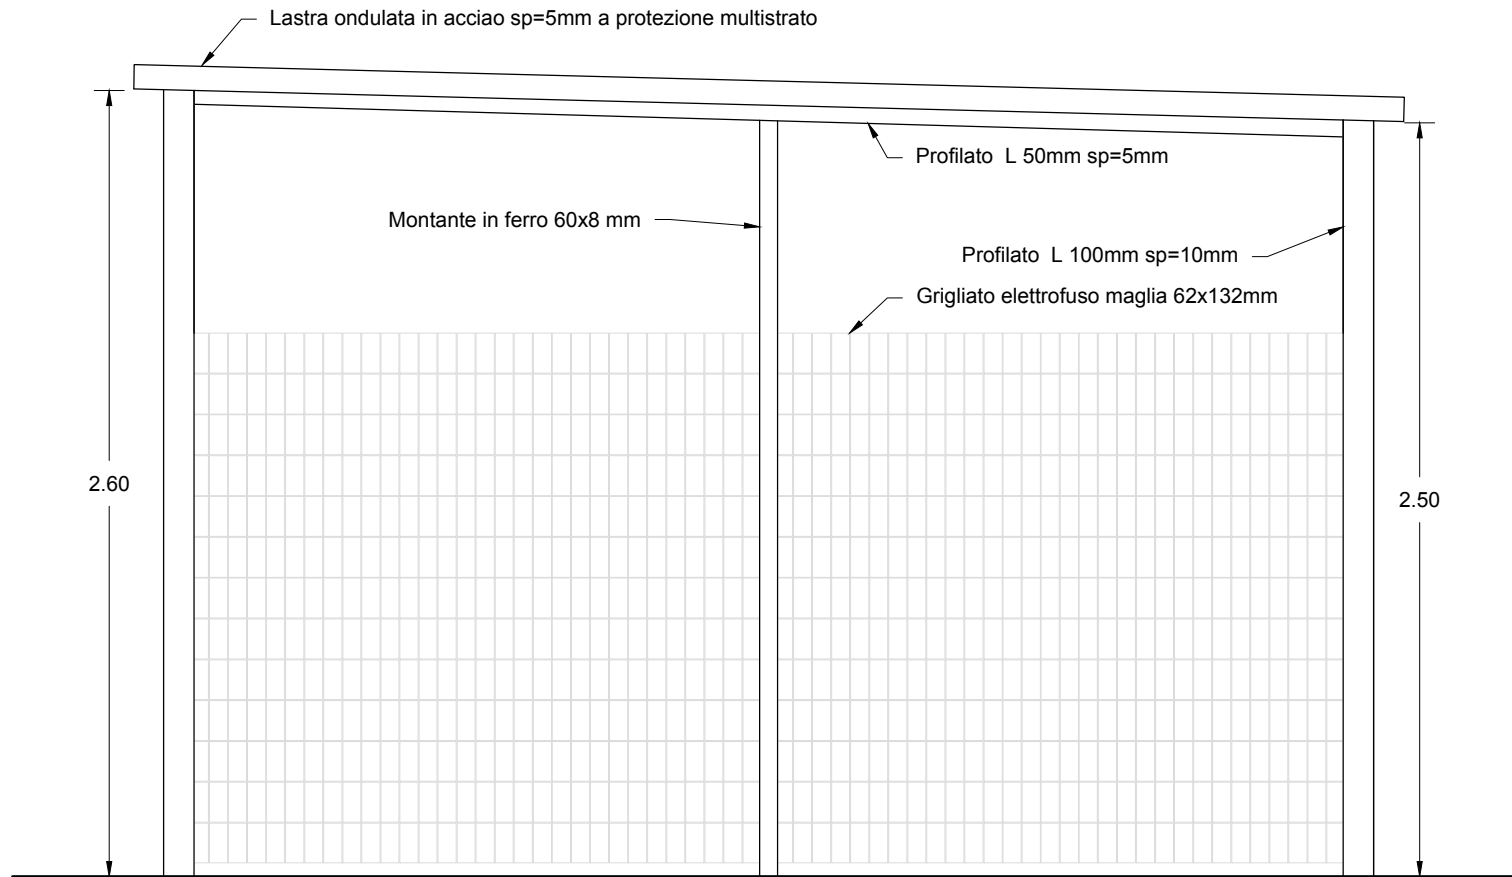 Lastra ondulata in acciao sp=5mm a protezione multistrato
Profilato L 50mm sp=5mm
Montante in ferro 60x8 mm
Profilato L 100mm sp=10mm
Grigliato elettrofuso maglia 62x132mm
2.60
2.50